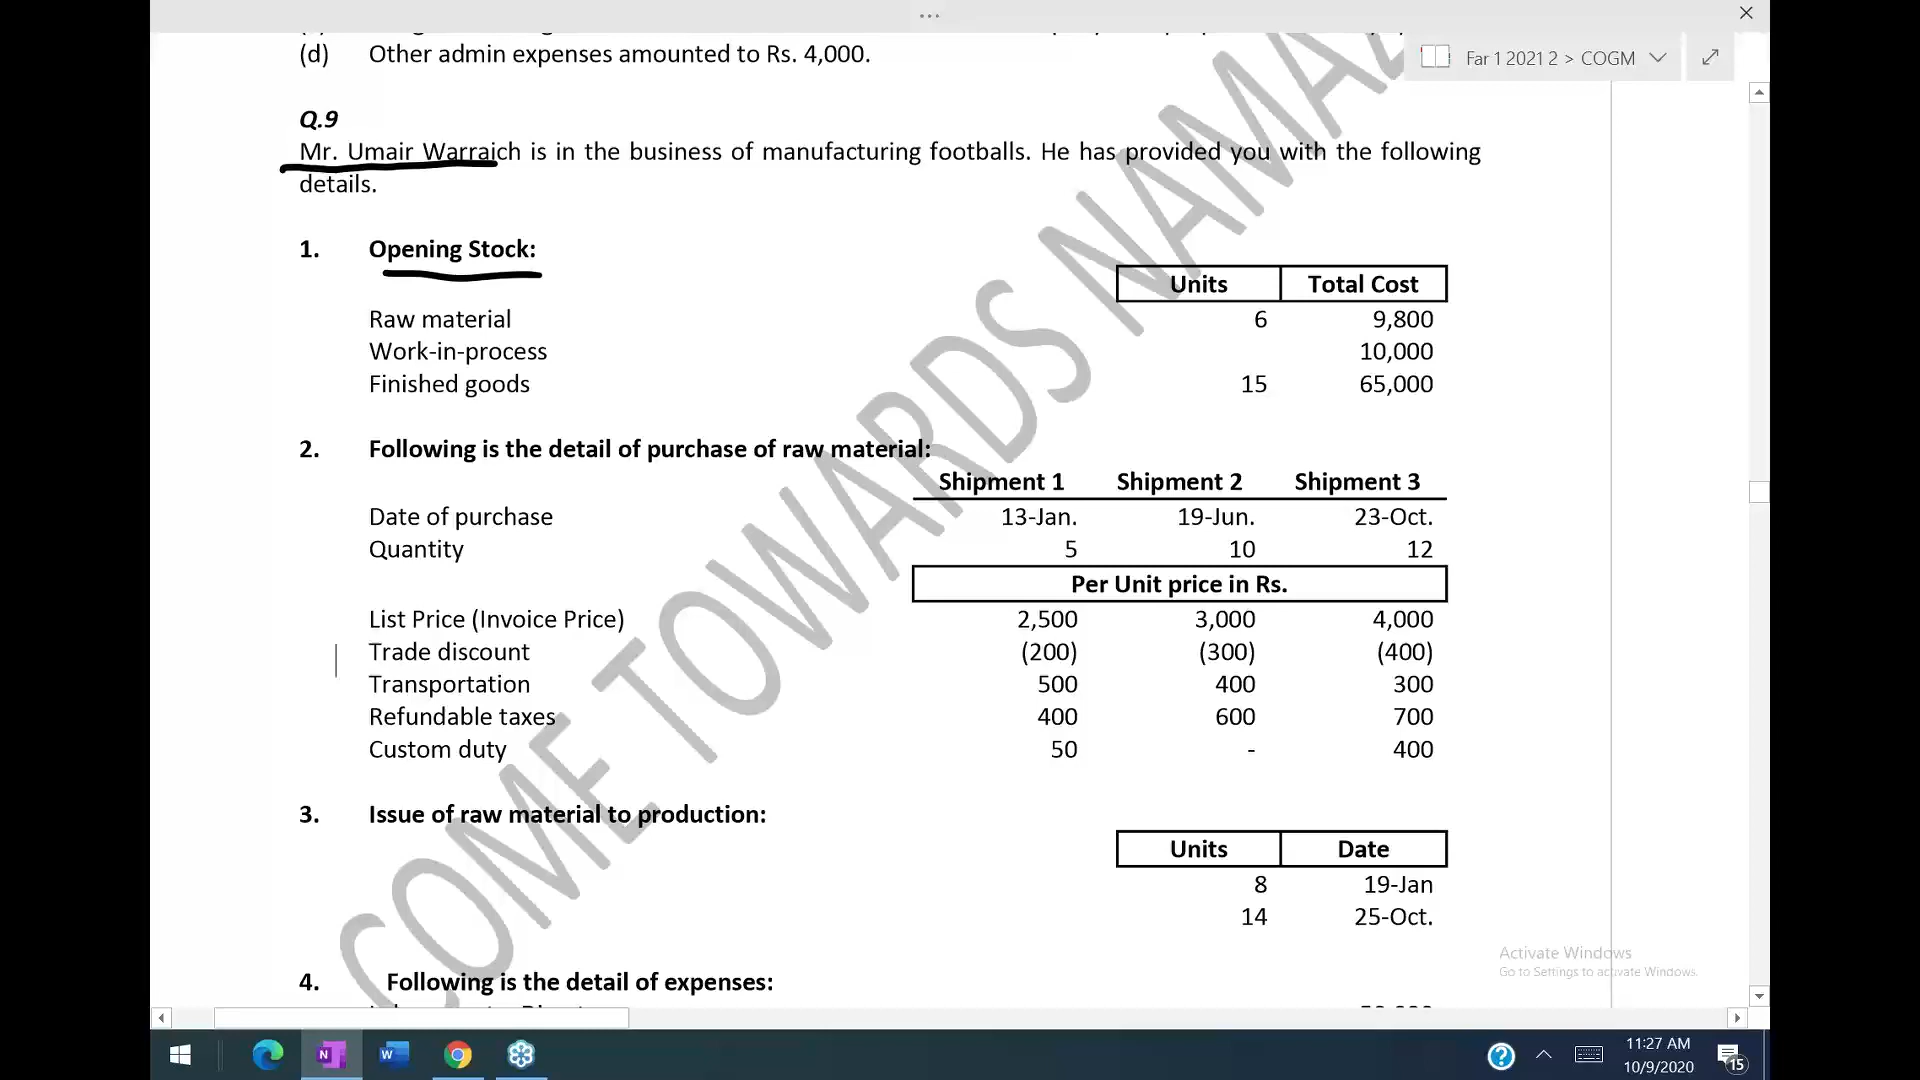 (d) Other admin expenses amounted to Rs. 4,000.
Far 1 2021 2 > COGM
Q.9
Mr. Umair Warraich is in the business of manufacturing footballs. He has provided you with the following
details.
1. Opening Stock:
Units Total Cost
Raw material 6 9,800
Work-in-process 10,000
Finished goods 15 65,000
2. Following is the detail of purchase of raw material:
Shipment 1 Shipment 2 Shipment 3
Date of purchase 13-Jan. 19-Jun. 23-Oct.
Quantity 5 10 12
Per Unit price in Rs.
List Price (Invoice Price) 2,500 3,000 4,000
Trade discount (200) (300) (400)
Transportation 500 400 300
Refundable taxes 400 600 700
Custom duty 50 - 400
3. Issue of raw material to production:
Units Date
8 19-Jan
14 25-Oct.
4. Following is the detail of expenses:
COME TOWARDS NAMAZ
Activate Windows
Go to Settings to activate Windows.
11:27 AM
10/9/2020
15